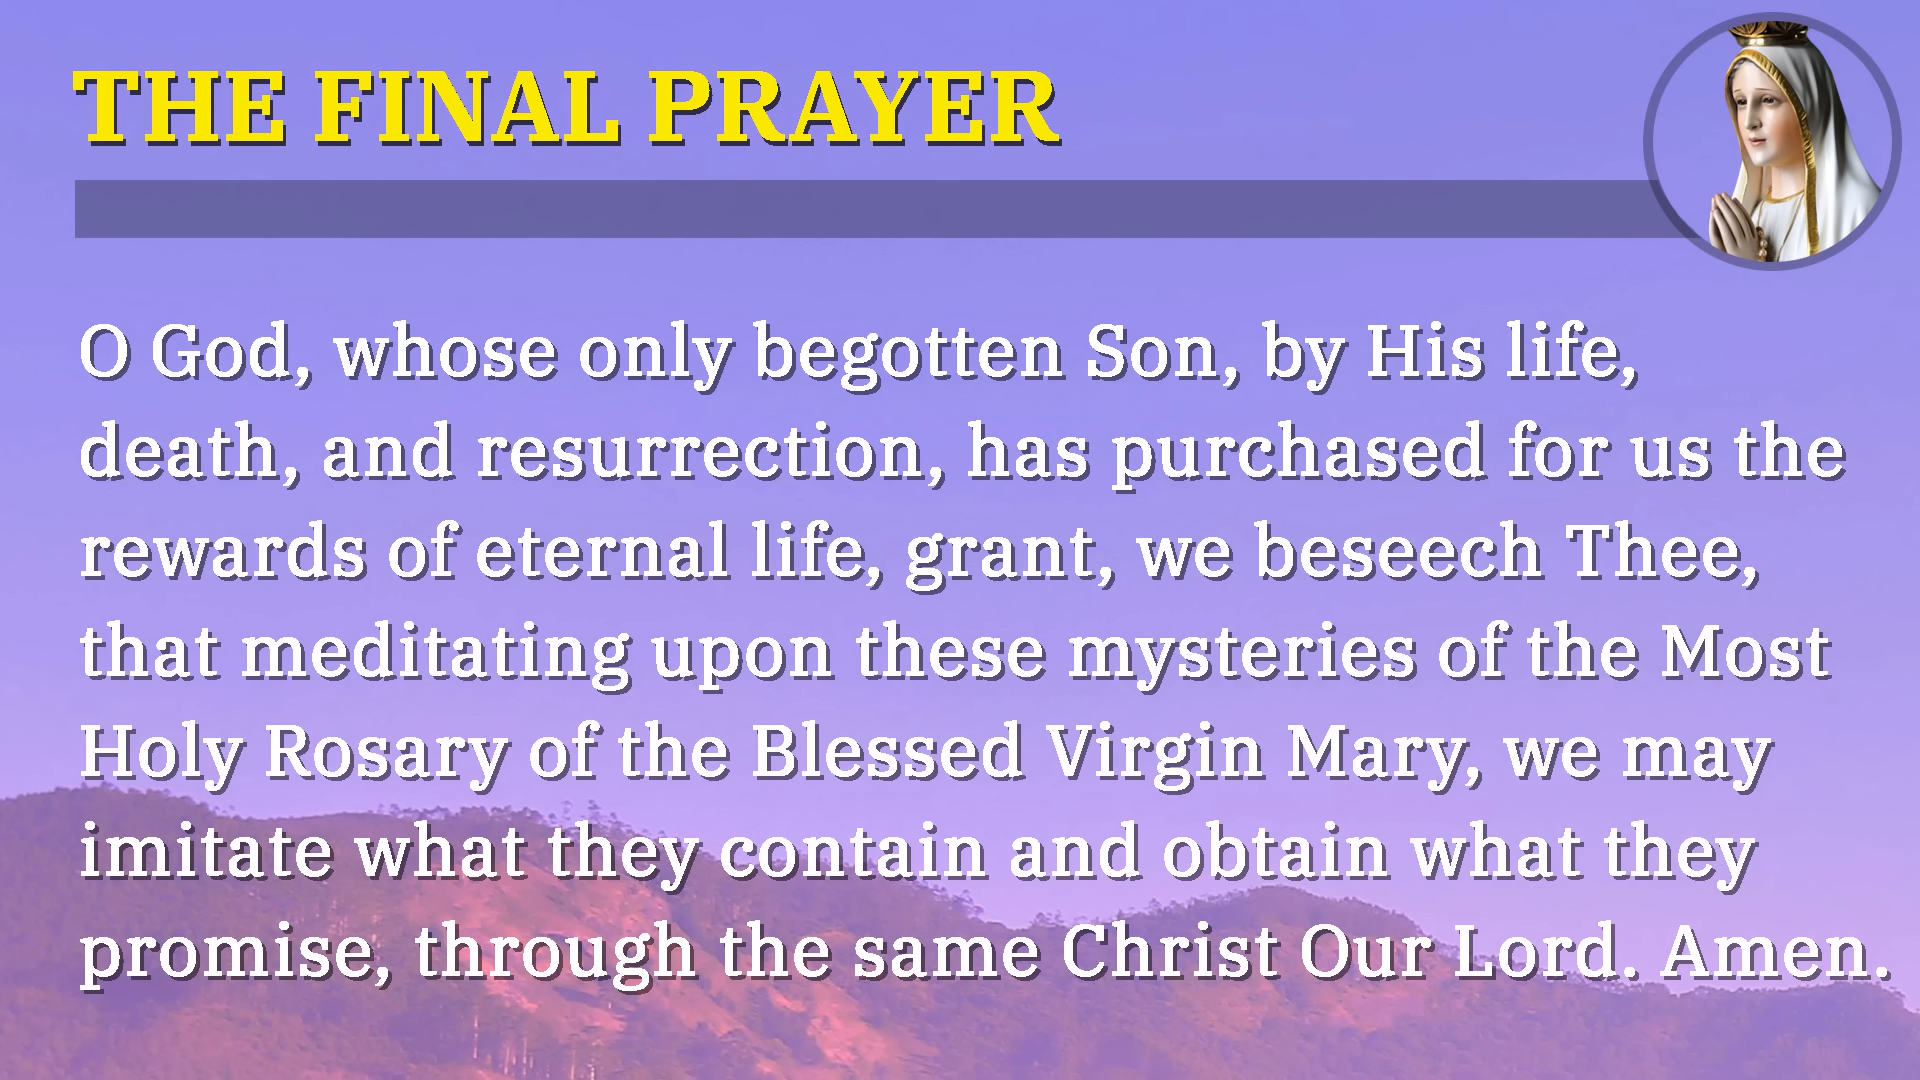 THE FINAL PRAYER
O God, whose only begotten Son, by His life,
death, and resurrection, has purchased for us the
rewards of eternal life, grant, we beseech Thee,
that meditating upon these mysteries of the Most
Holy Rosary of the Blessed Virgin Mary, we may
imitate what they contain and obtain what they
promise, through the same Christ Our Lord. Amen.